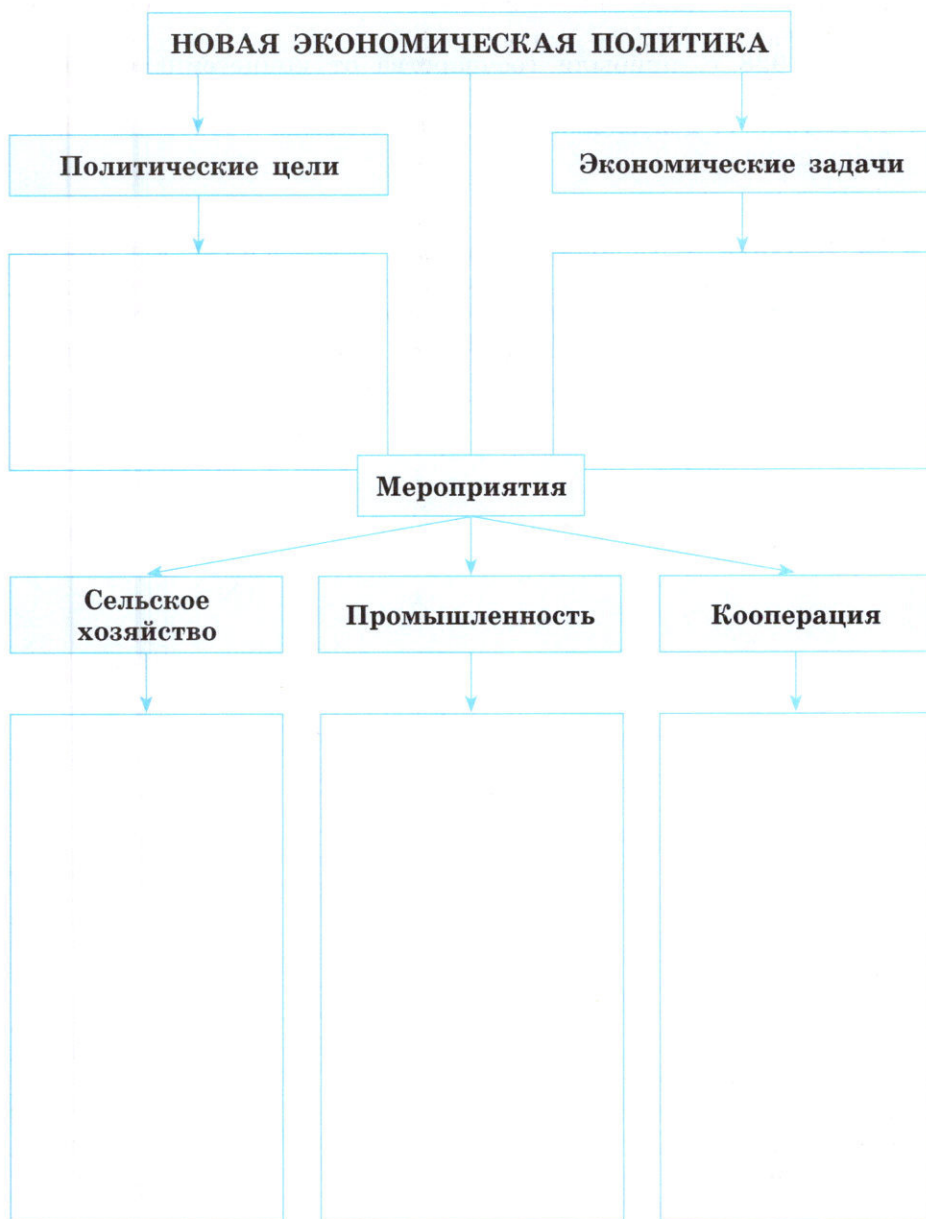 НОВАЯ ЭКОНОМИЧЕСКАЯ ПОЛИТИКА
Политические цели
Экономические задачи
Мероприятия
Сельское
хозяйство
Промышленность
Кооперация